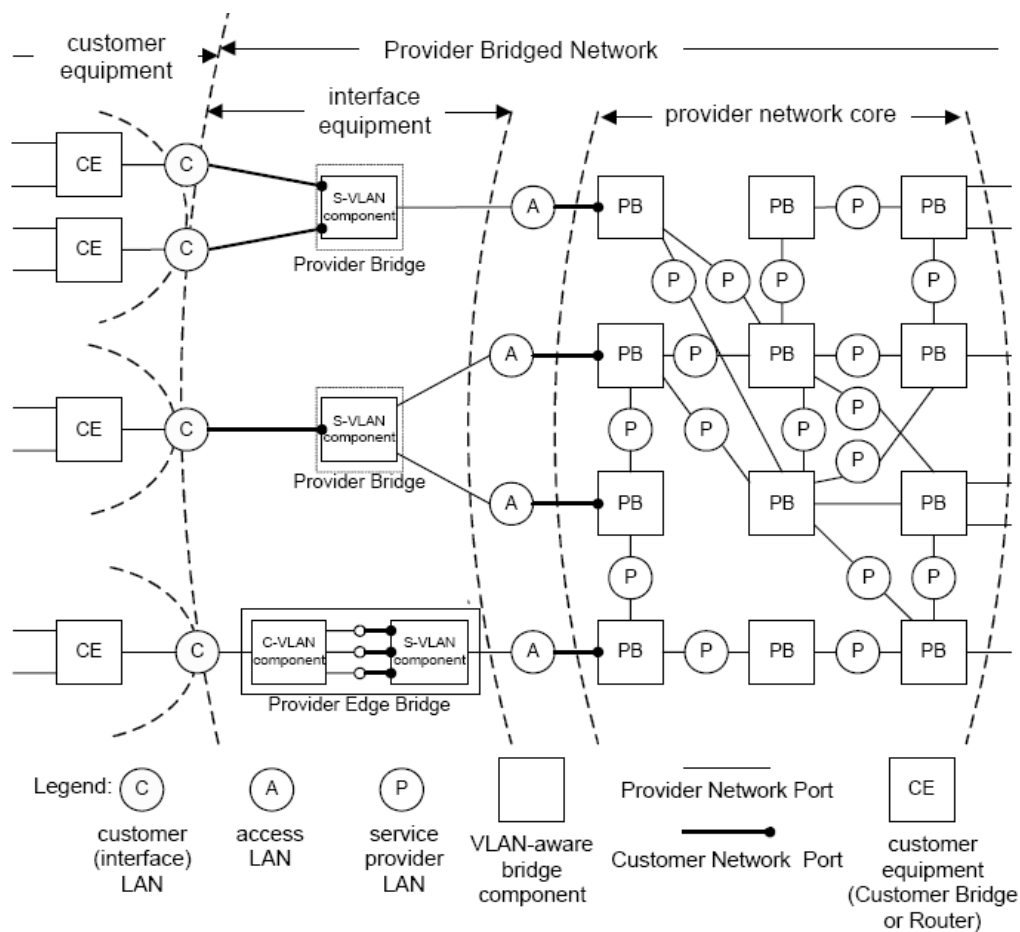 customer
equipment
Provider Bridged Network
interface
equipment
provider network core
CE
C
S-VLAN
component
A
PB
PB
P
PB
CE
C
Provider Bridge
P
P
P
P
A
PB
P
PB
P
PB
CE
C
S-VLAN
component
P
P
P
P
P
Provider Bridge
A
PB
PB
PB
P
P
P
CE
C
C-VLAN
component
S-VLAN
component
A
PB
P
PB
P
PB
Provider Edge Bridge
Legend:
C
customer
(interface)
LAN
A
access
LAN
P
service
provider
LAN
VLAN-aware
bridge
component
Provider Network Port
Customer Network Port
CE
customer
equipment
(Customer Bridge
or Router)